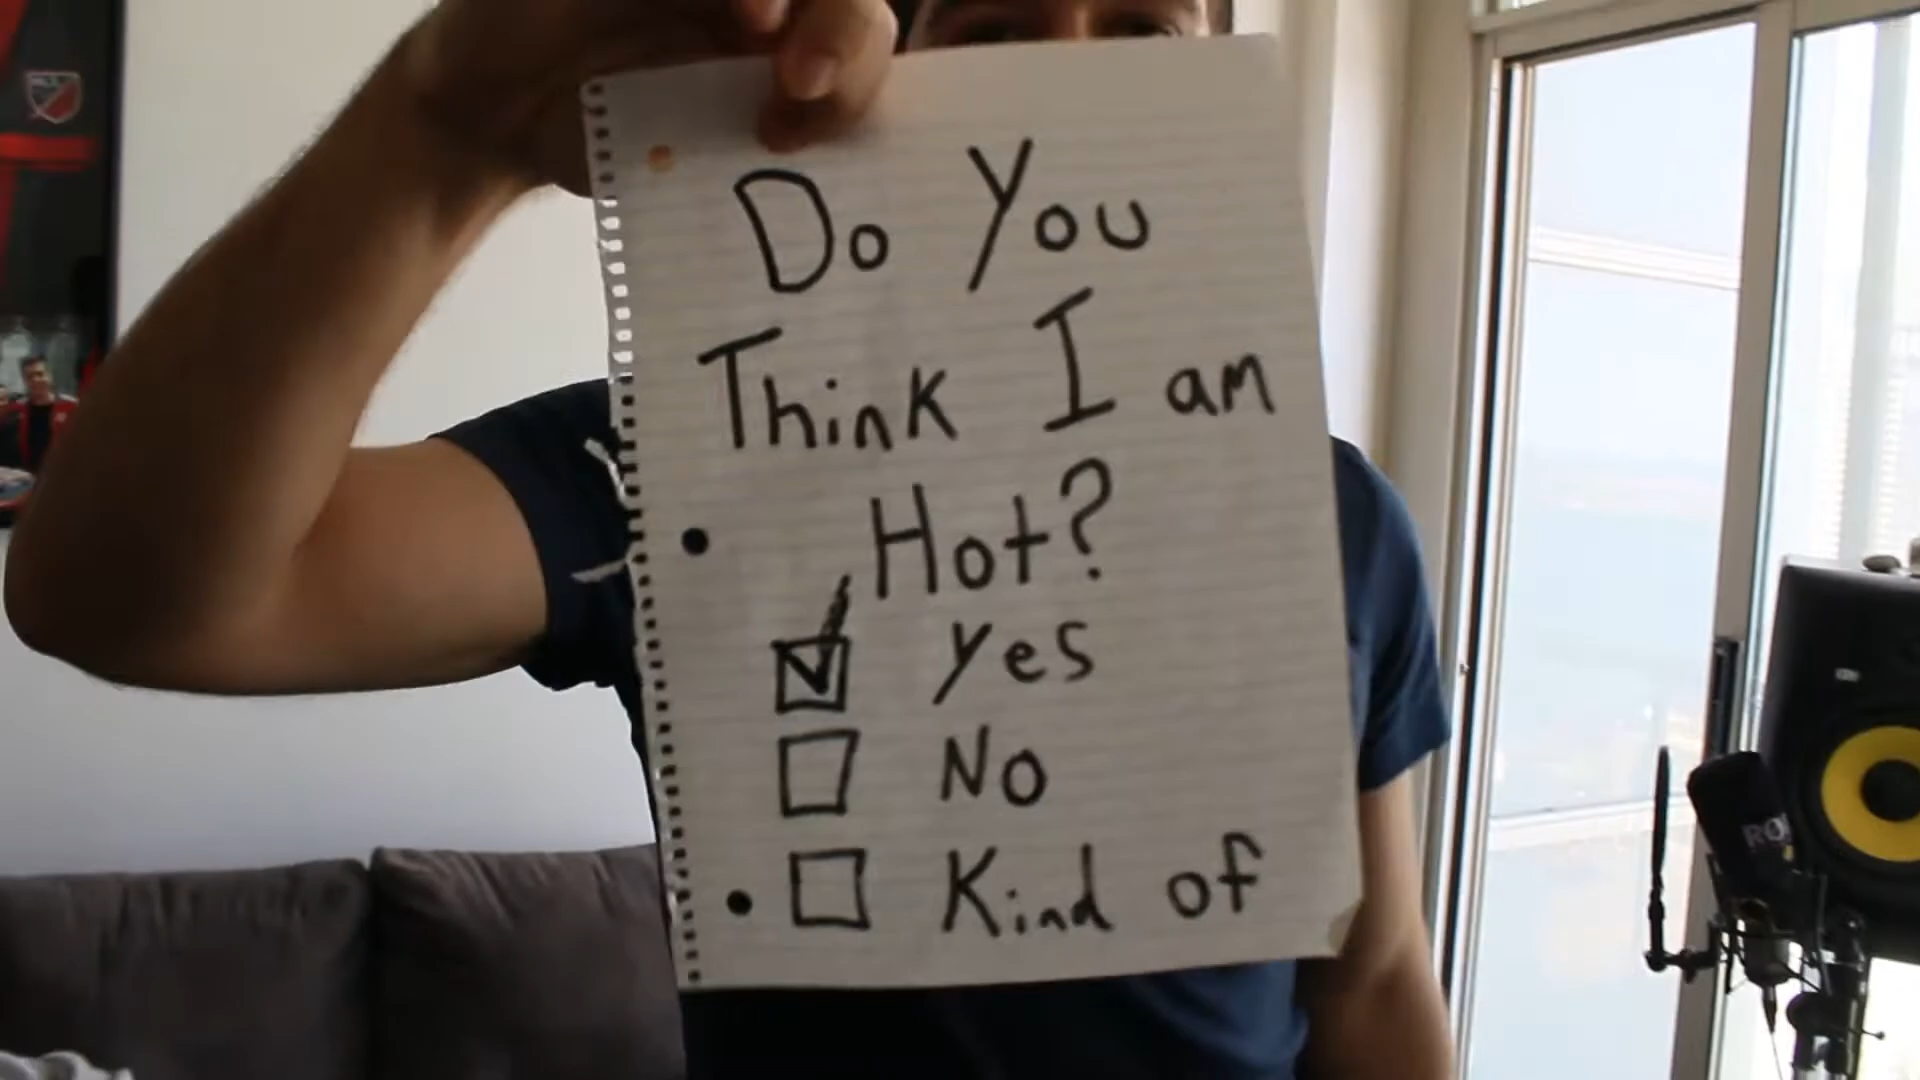 Do You
Think I am
Hot?
Yes
No
Kind of